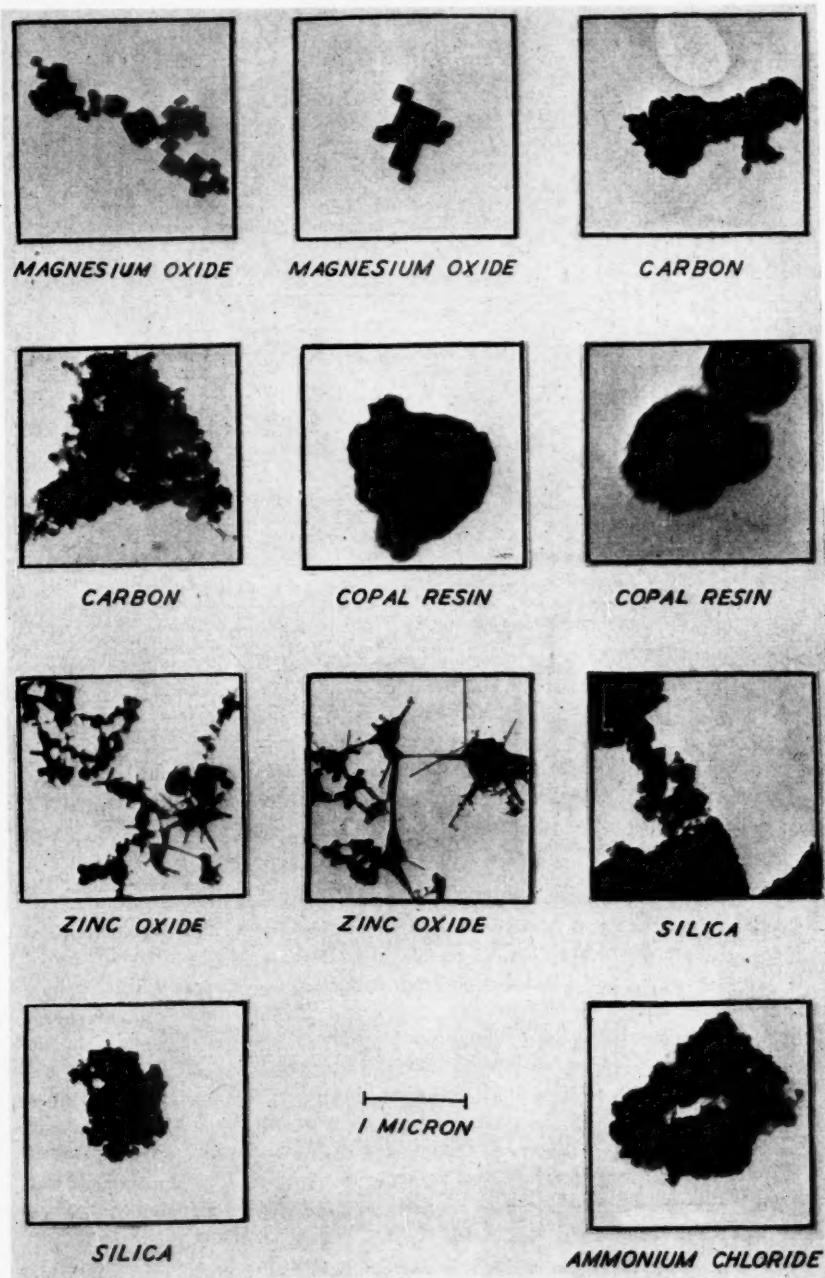 MAGNESIUM OXIDE
MAGNESIUM OXIDE
CARBON
CARBON
COPAL RESIN
COPAL RESIN
ZINC OXIDE
ZINC OXIDE
SILICA
SILICA
1 MICRON
AMMONIUM CHLORIDE